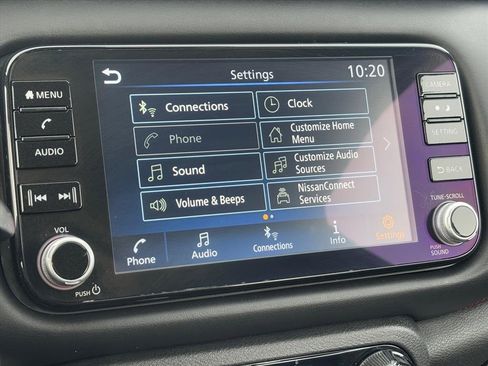 Settings
10:20
MENU
AUDIO
Connections
Clock
Phone
Customize Home
Menu
Sound
Customize Audio
Sources
Volume & Beeps
NissanConnect
Services
Phone
Audio
Connections
Info
Settings
VOL
PUSH
CAMERA
SETTING
BACK
TUNE-SCROLL
PUSH
SOUND